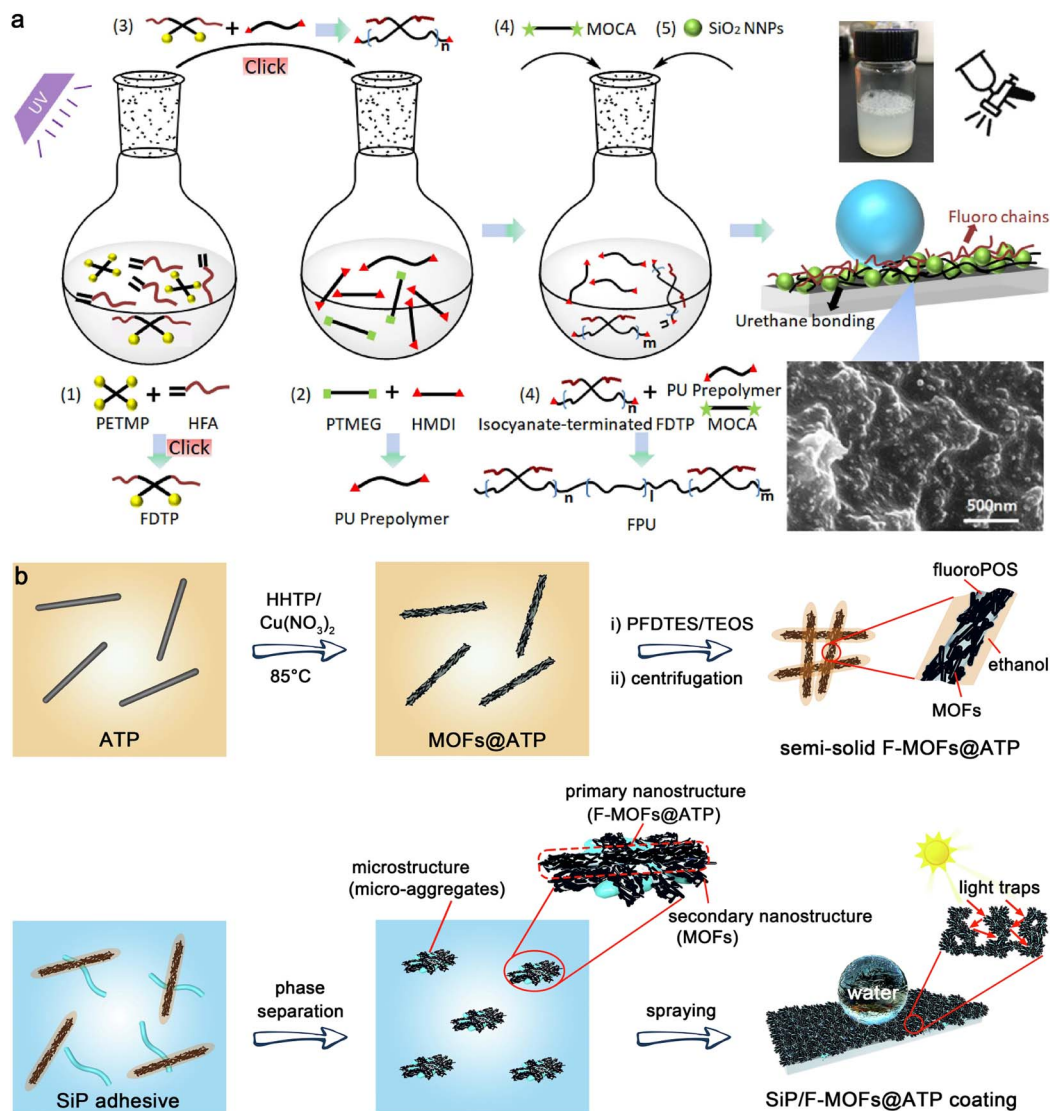 a
(3)
+
n
Click
(4)
MOCA
(5)
SiO₂ NNPs
UV
Fluoro chains
Urethane bonding
n
m
(1)
+
PETMP
HFA
Click
FDTP
(2)
+
PTMEG
HMDI
PU Prepolymer
(4)
n
+
PU Prepolymer
Isocyanate-terminated FDTP
MOCA
n
l
m
FPU
500nm
b
ATP
HHTP/
Cu(NO₃)₂
85°C
MOFs@ATP
i) PFDTES/TEOS
ii) centrifugation
fluoroPOS
ethanol
MOFs
semi-solid F-MOFs@ATP
SiP adhesive
phase
separation
microstructure
(micro-aggregates)
primary nanostructure
(F-MOFs@ATP)
secondary nanostructure
(MOFs)
spraying
light traps
water
SiP/F-MOFs@ATP coating